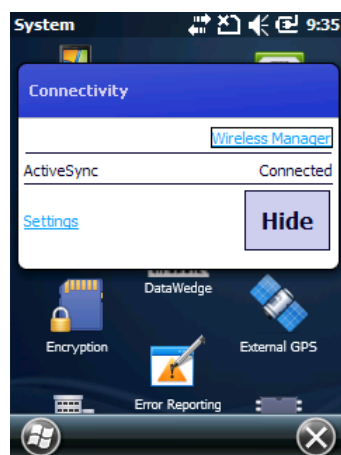 System 9:35
Connectivity
Wireless Manager
ActiveSync Connected
Settings Hide
DataWedge
Encryption External GPS
Error Reporting